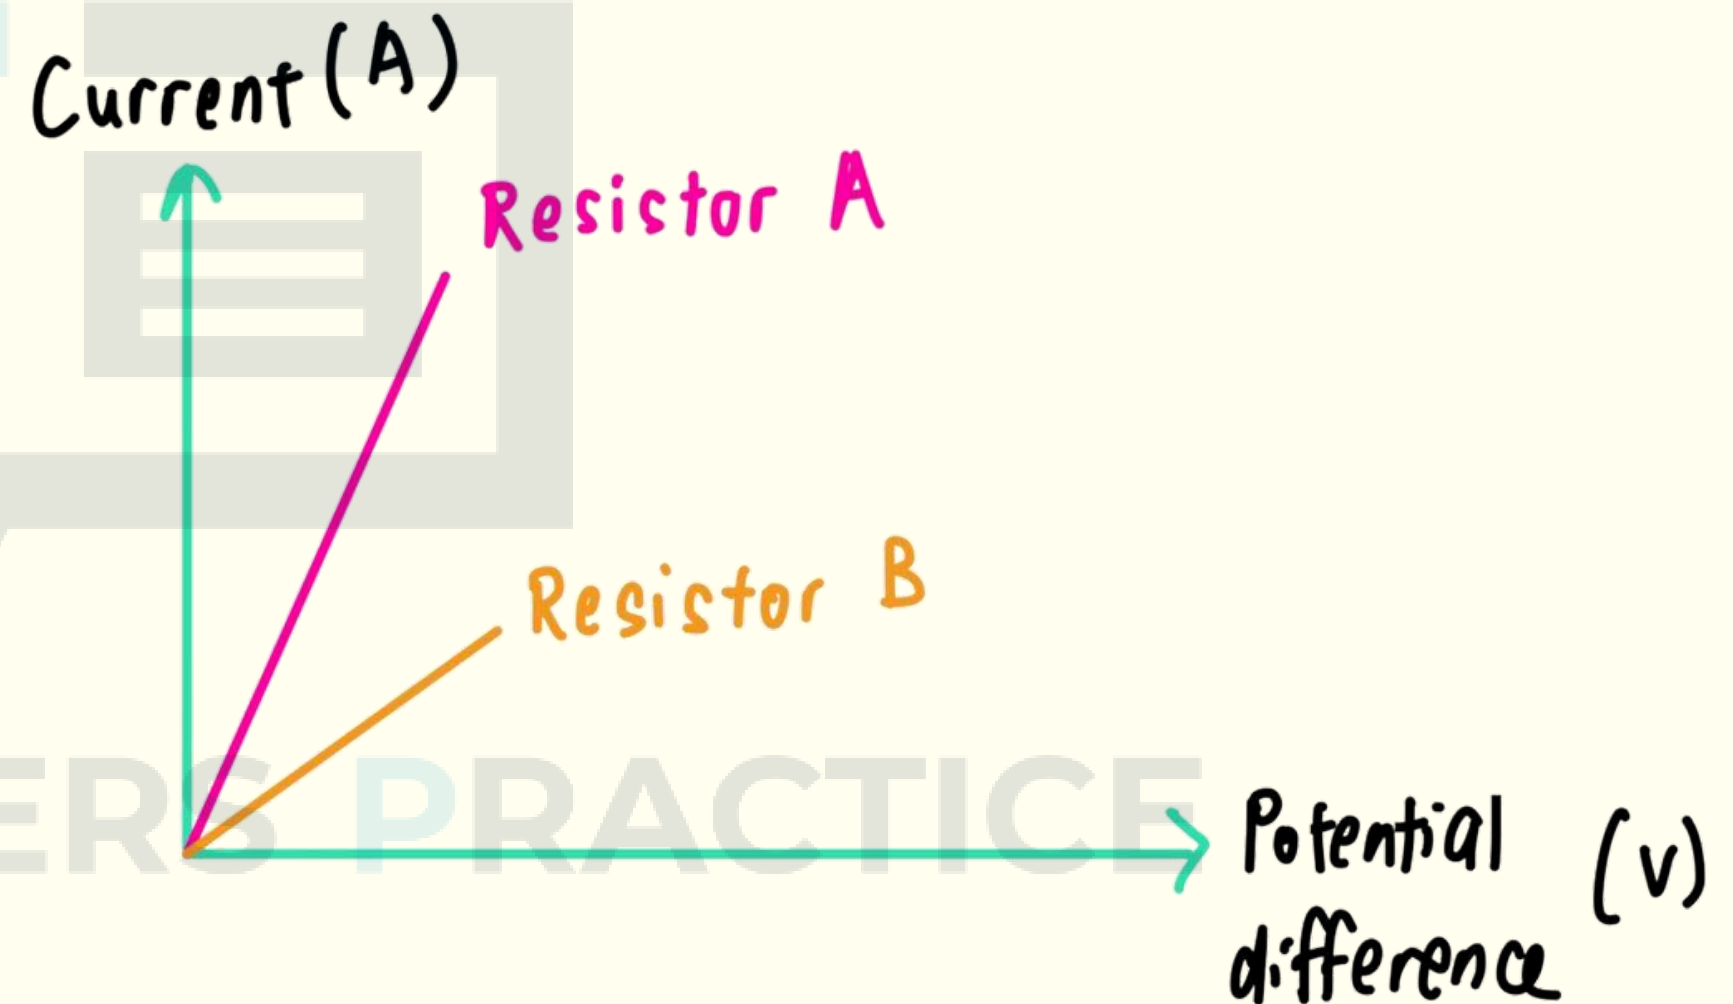 Current (A)
Resistor A
Resistor B
ERS PRACTICE
Potential (V)
difference